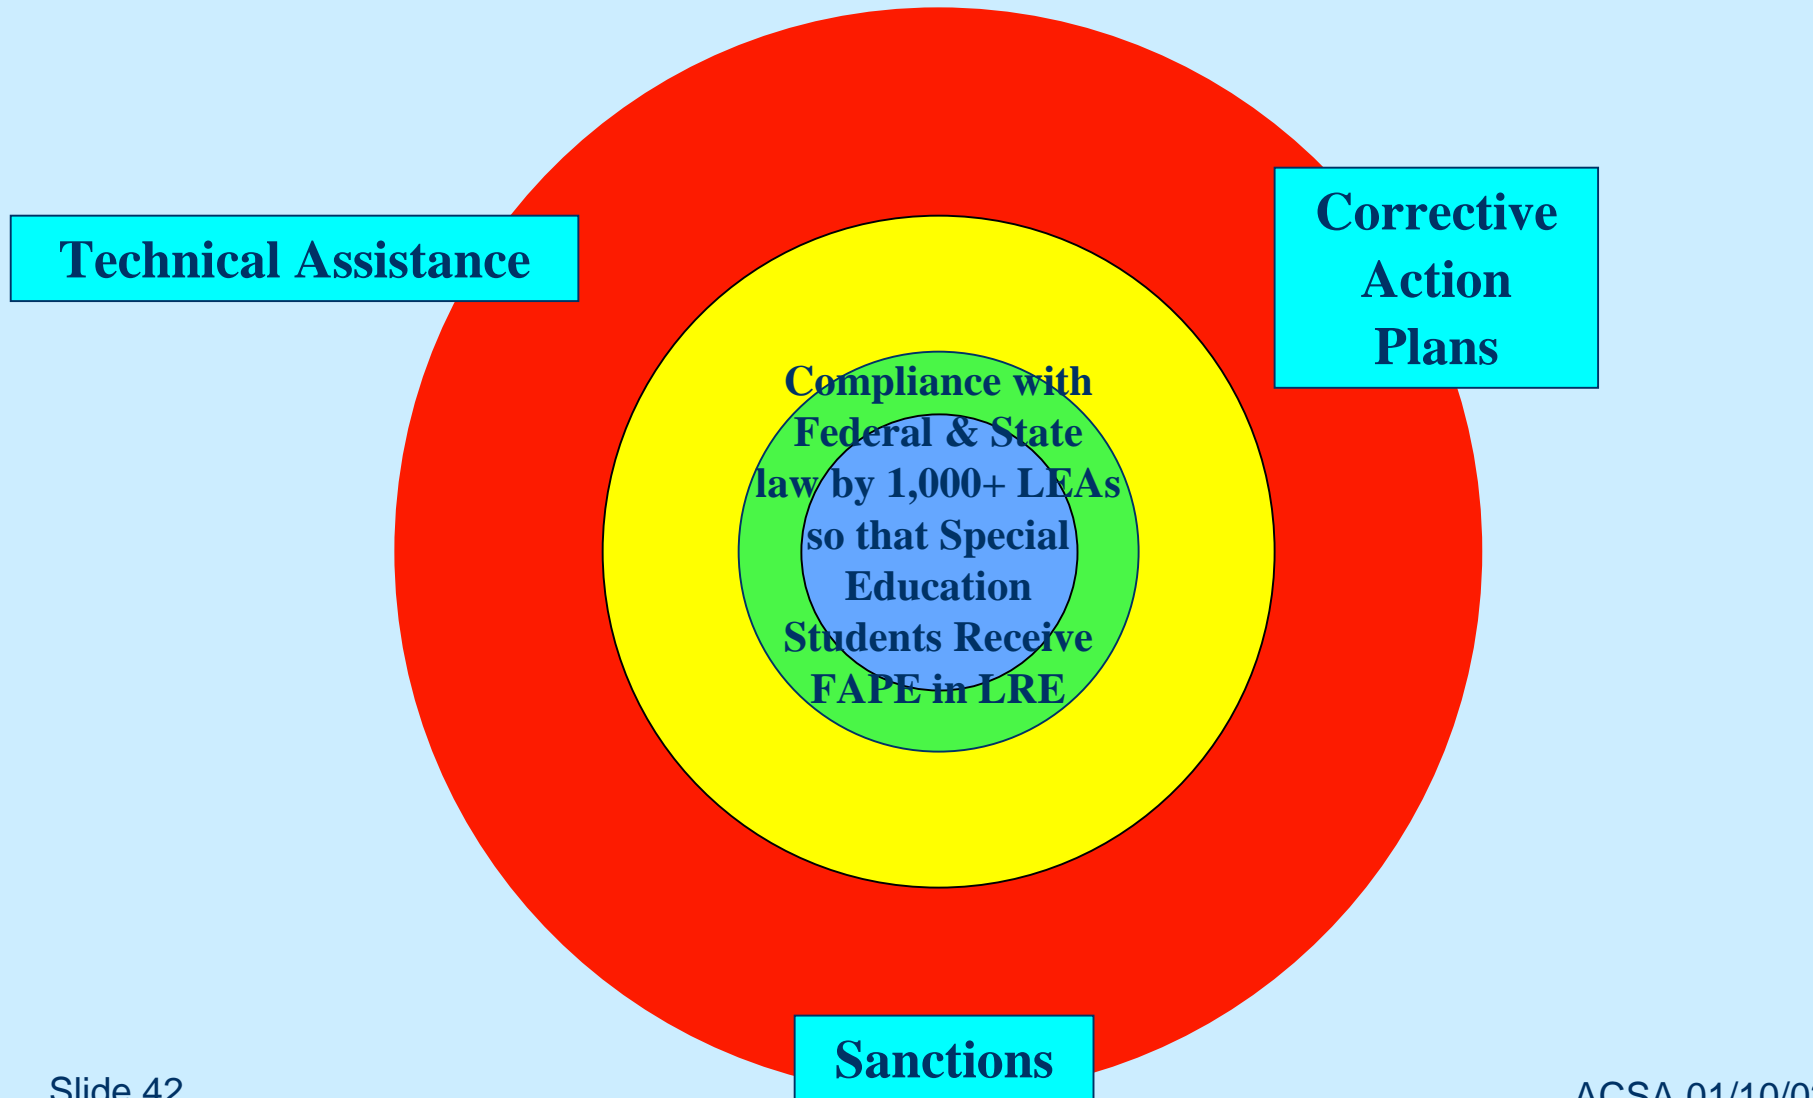 Technical Assistance
Corrective
Action
Plans
Compliance with
Federal & State
law by 1,000+ LEAs
so that Special
Education
Students Receive
FAPE in LRE
Sanctions
Slide 42
ACSA